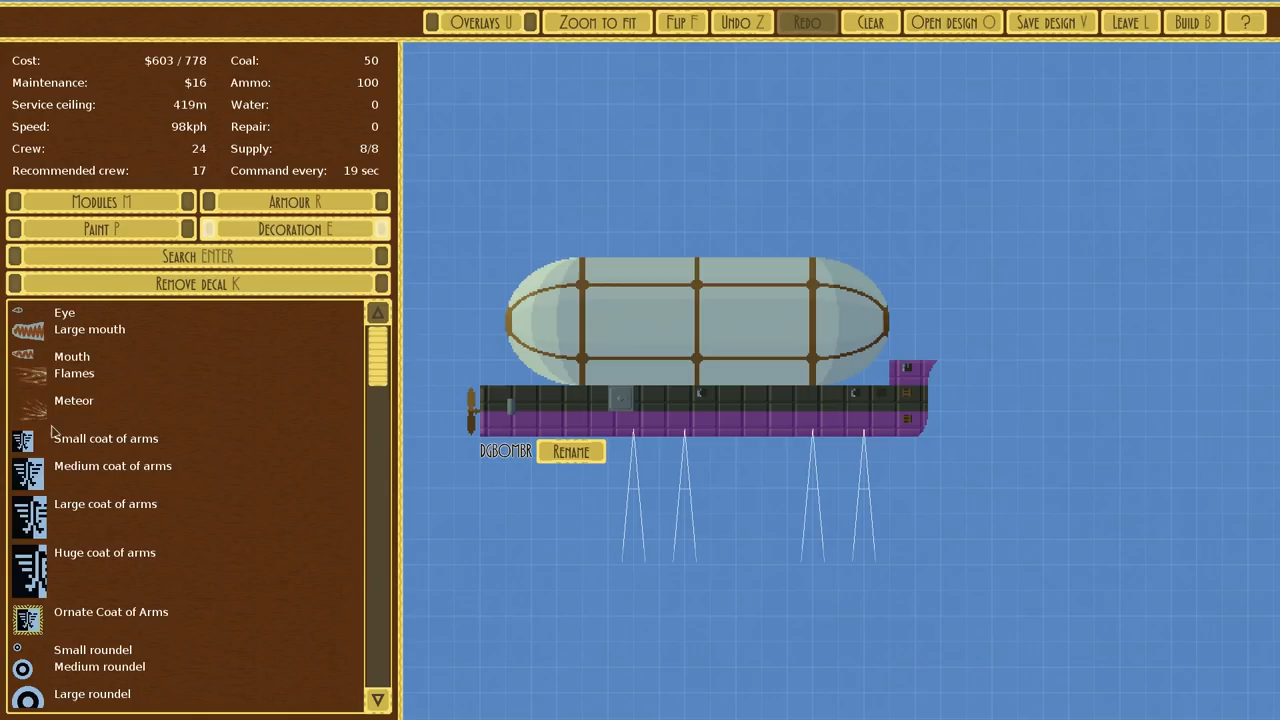 OVERLAYS U ZOOM TO FIT FLIP F UNDO Z REDO CLEAR OPEN DESIGN O SAVE DESIGN V LEAVE L BUILD B ?
Cost: $603 / 778 Coal: 50
Maintenance: $16 Ammo: 100
Service ceiling: 419m Water: 0
Speed: 98kph Repair: 0
Crew: 24 Supply: 8/8
Recommended crew: 17 Command every: 19 sec
MODULES M ARMOUR R
PAINT P DECORATION E
SEARCH ENTER
REMOVE DECAL K
Eye
Large mouth
Mouth
Flames
Meteor
Small coat of arms
Medium coat of arms
Large coat of arms
Huge coat of arms
Ornate Coat of Arms
Small roundel
Medium roundel
Large roundel
DGBOMBR RENAME